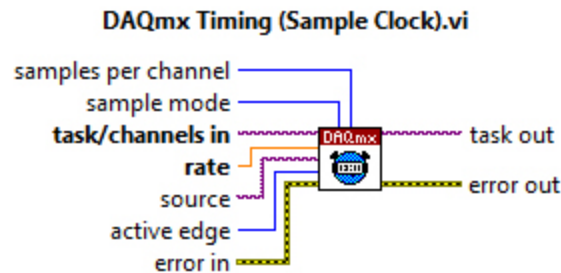 DAQmx Timing (Sample Clock).vi
samples per channel
sample mode
task/channels in
rate
source
active edge
error in
DAQmx
task out
error out